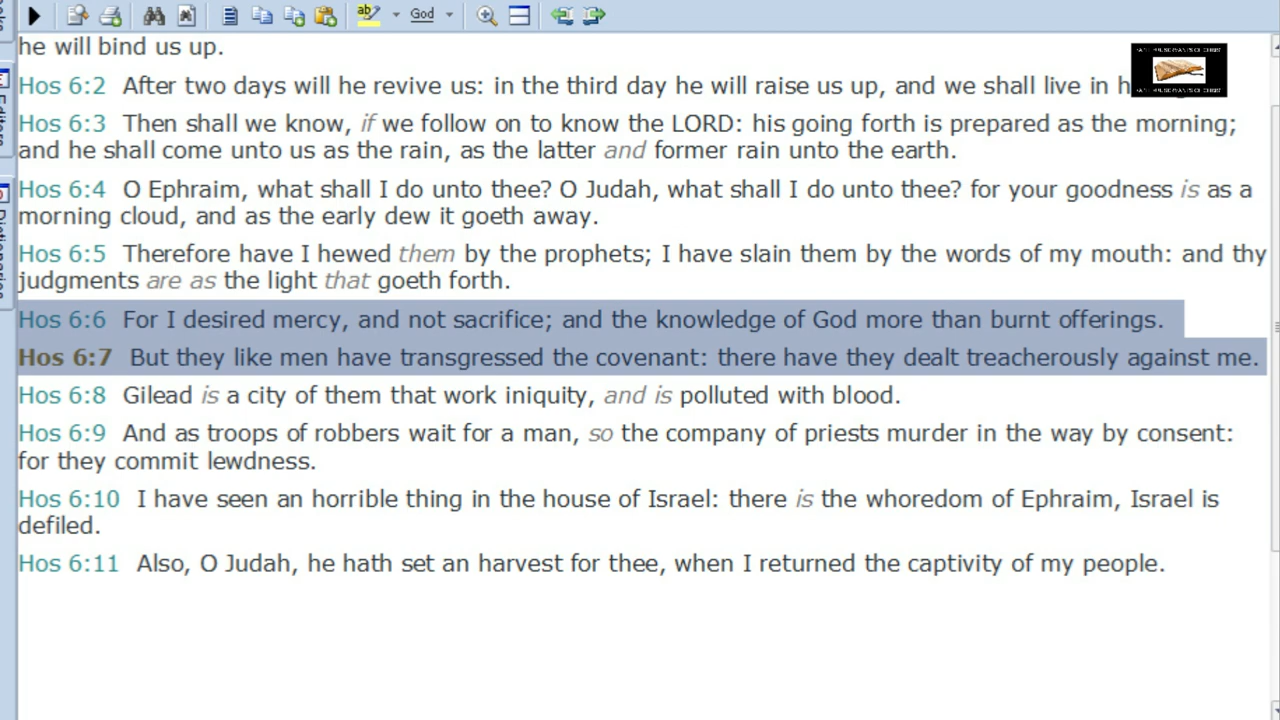 God
he will bind us up.
Hos 6:2 After two days will he revive us: in the third day he will raise us up, and we shall live in
Hos 6:3 Then shall we know, if we follow on to know the LORD: his going forth is prepared as the morning;
and he shall come unto us as the rain, as the latter and former rain unto the earth.
Hos 6:4 O Ephraim, what shall I do unto thee? O Judah, what shall I do unto thee? for your goodness is as a
morning cloud, and as the early dew it goeth away.
Hos 6:5 Therefore have I hewed them by the prophets; I have slain them by the words of my mouth: and thy
judgments are as the light that goeth forth.
Hos 6:6 For I desired mercy, and not sacrifice; and the knowledge of God more than burnt offerings.
Hos 6:7 But they like men have transgressed the covenant: there have they dealt treacherously against me.
Hos 6:8 Gilead is a city of them that work iniquity, and is polluted with blood.
Hos 6:9 And as troops of robbers wait for a man, so the company of priests murder in the way by consent:
for they commit lewdness.
Hos 6:10 I have seen an horrible thing in the house of Israel: there is the whoredom of Ephraim, Israel is
defiled.
Hos 6:11 Also, O Judah, he hath set an harvest for thee, when I returned the captivity of my people.
Editors